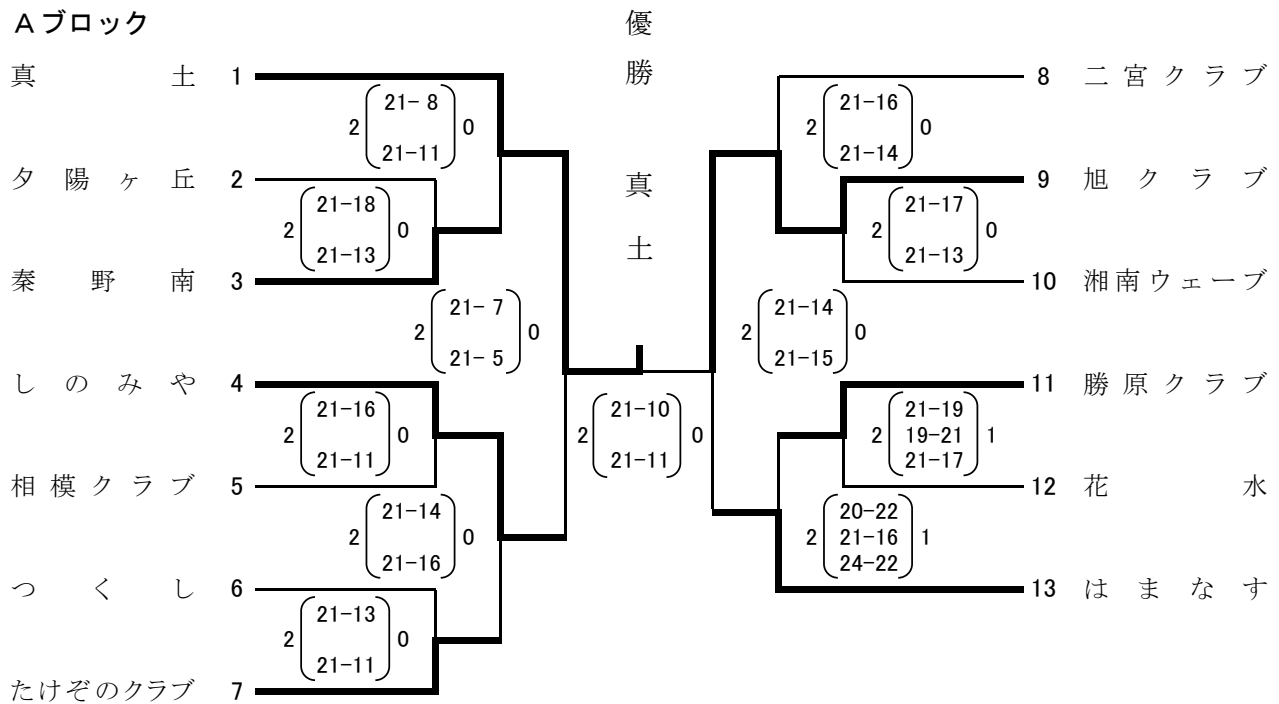 Aブロック
優勝
真土
真土 1
2 21- 8 0
21-11
夕陽ヶ丘 2
2 21-18 0
21-13
秦野南 3
2 21- 7 0
21- 5
しのみや 4
2 21-16 0
21-11
相模クラブ 5
2 21-14 0
21-16
つくし 6
2 21-13 0
21-11
たけぞのクラブ 7
2 21-10 0
21-11
8 二宮クラブ
2 21-16 0
21-14
9 旭クラブ
2 21-17 0
21-13
10 湘南ウェーブ
2 21-14 0
21-15
11 勝原クラブ
21-19
2 19-21 1
21-17
12 花水
20-22
2 21-16 1
24-22
13 はまなす